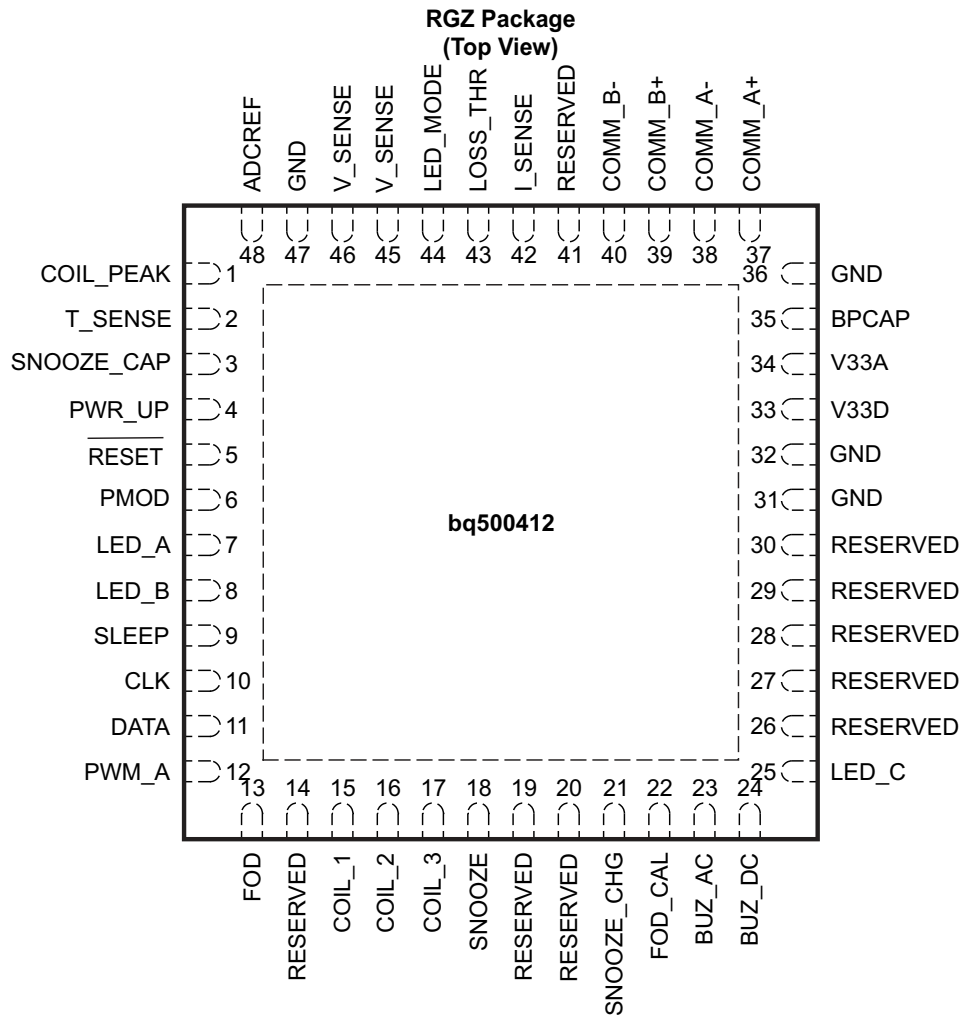 RGZ Package
(Top View)
ADCREF
GND
V_SENSE
V_SENSE
LED_MODE
LOSS_THR
I_SENSE
RESERVED
COMM_B-
COMM_B+
COMM_A-
COMM_A+
48 47 46 45 44 43 42 41 40 39 38 37
COIL_PEAK 1 36 GND
T_SENSE 2 35 BPCAP
SNOOZE_CAP 3 34 V33A
PWR_UP 4 33 V33D
RESET 5 32 GND
PMOD 6 31 GND
bq500412
LED_A 7 30 RESERVED
LED_B 8 29 RESERVED
SLEEP 9 28 RESERVED
CLK 10 27 RESERVED
DATA 11 26 RESERVED
PWM_A 12 25 LED_C
13 14 15 16 17 18 19 20 21 22 23 24
FOD
RESERVED
COIL_1
COIL_2
COIL_3
SNOOZE
RESERVED
RESERVED
SNOOZE_CHG
FOD_CAL
BUZ_AC
BUZ_DC